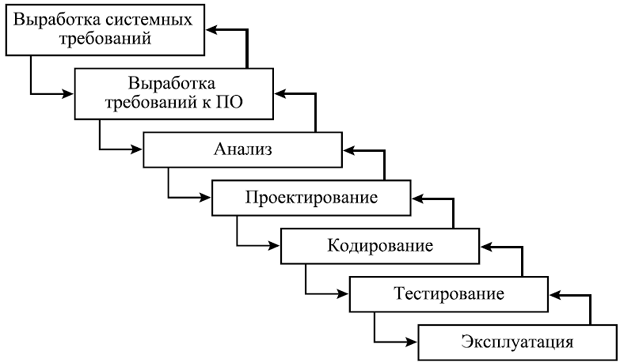 Выработка системных
требований
Выработка
требований к ПО
Анализ
Проектирование
Кодирование
Тестирование
Эксплуатация